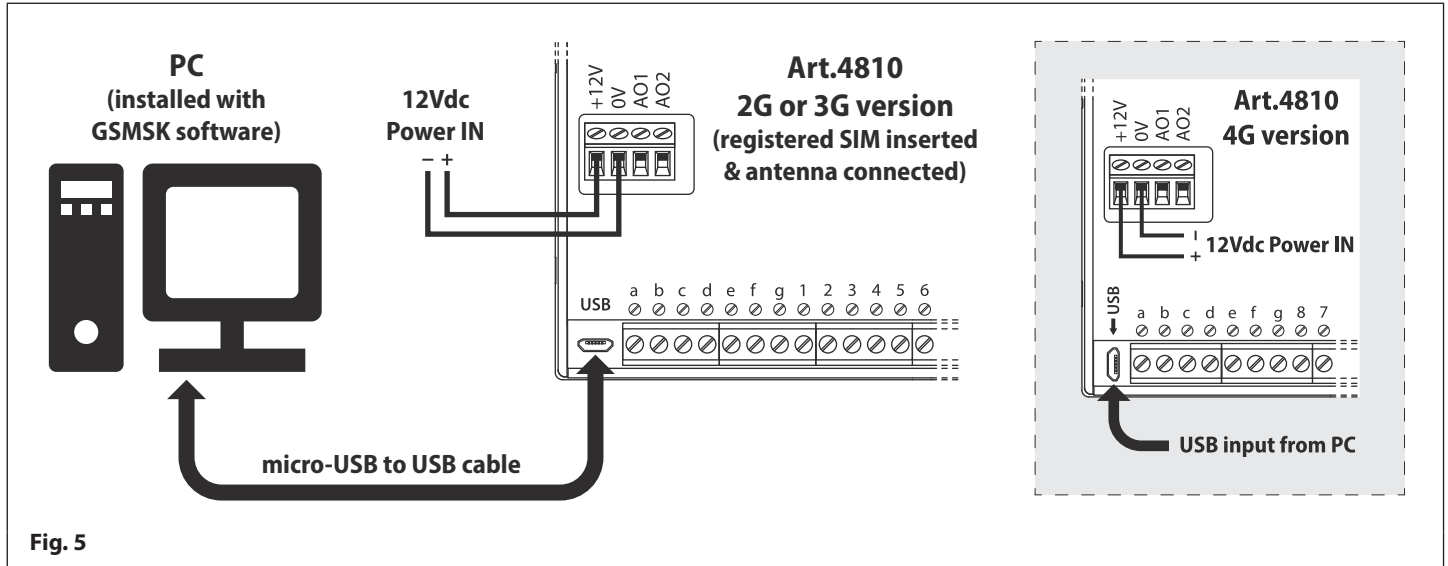 PC
(installed with
GSMSK software)
12Vdc
Power IN
– +
+12V
0V
AO1
AO2
Art.4810
2G or 3G version
(registered SIM inserted
& antenna connected)
USB
a b c d e f g 1 2 3 4 5 6
micro-USB to USB cable
+12V
0V
AO1
AO2
Art.4810
4G version
–
+
12Vdc Power IN
USB
a b c d e f g 8 7
USB input from PC
Fig. 5